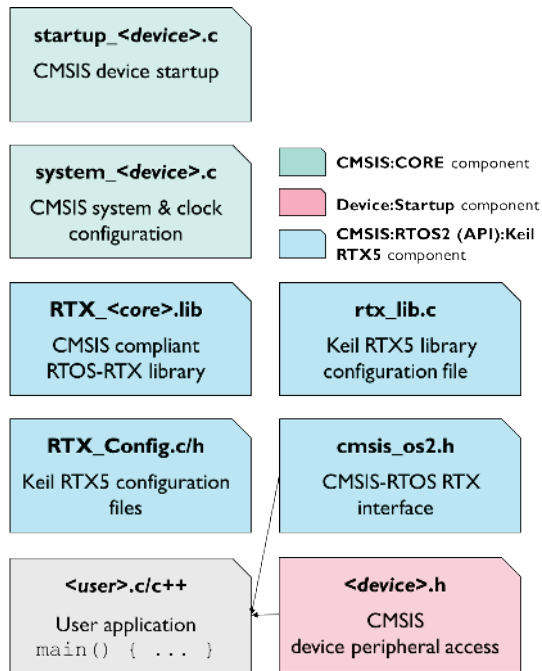 startup_<device>.c
CMSIS device startup
system_<device>.c
CMSIS system & clock
configuration
CMSIS:CORE component
Device:Startup component
CMSIS:RTOS2 (API):Keil
RTX5 component
RTX_<core>.lib
CMSIS compliant
RTOS-RTX library
rtx_lib.c
Keil RTX5 library
configuration file
RTX_Config.c/h
Keil RTX5 configuration
files
cmsis_os2.h
CMSIS-RTOS RTX
interface
<user>.c/c++
User application
main() { ... }
<device>.h
CMSIS
device peripheral access